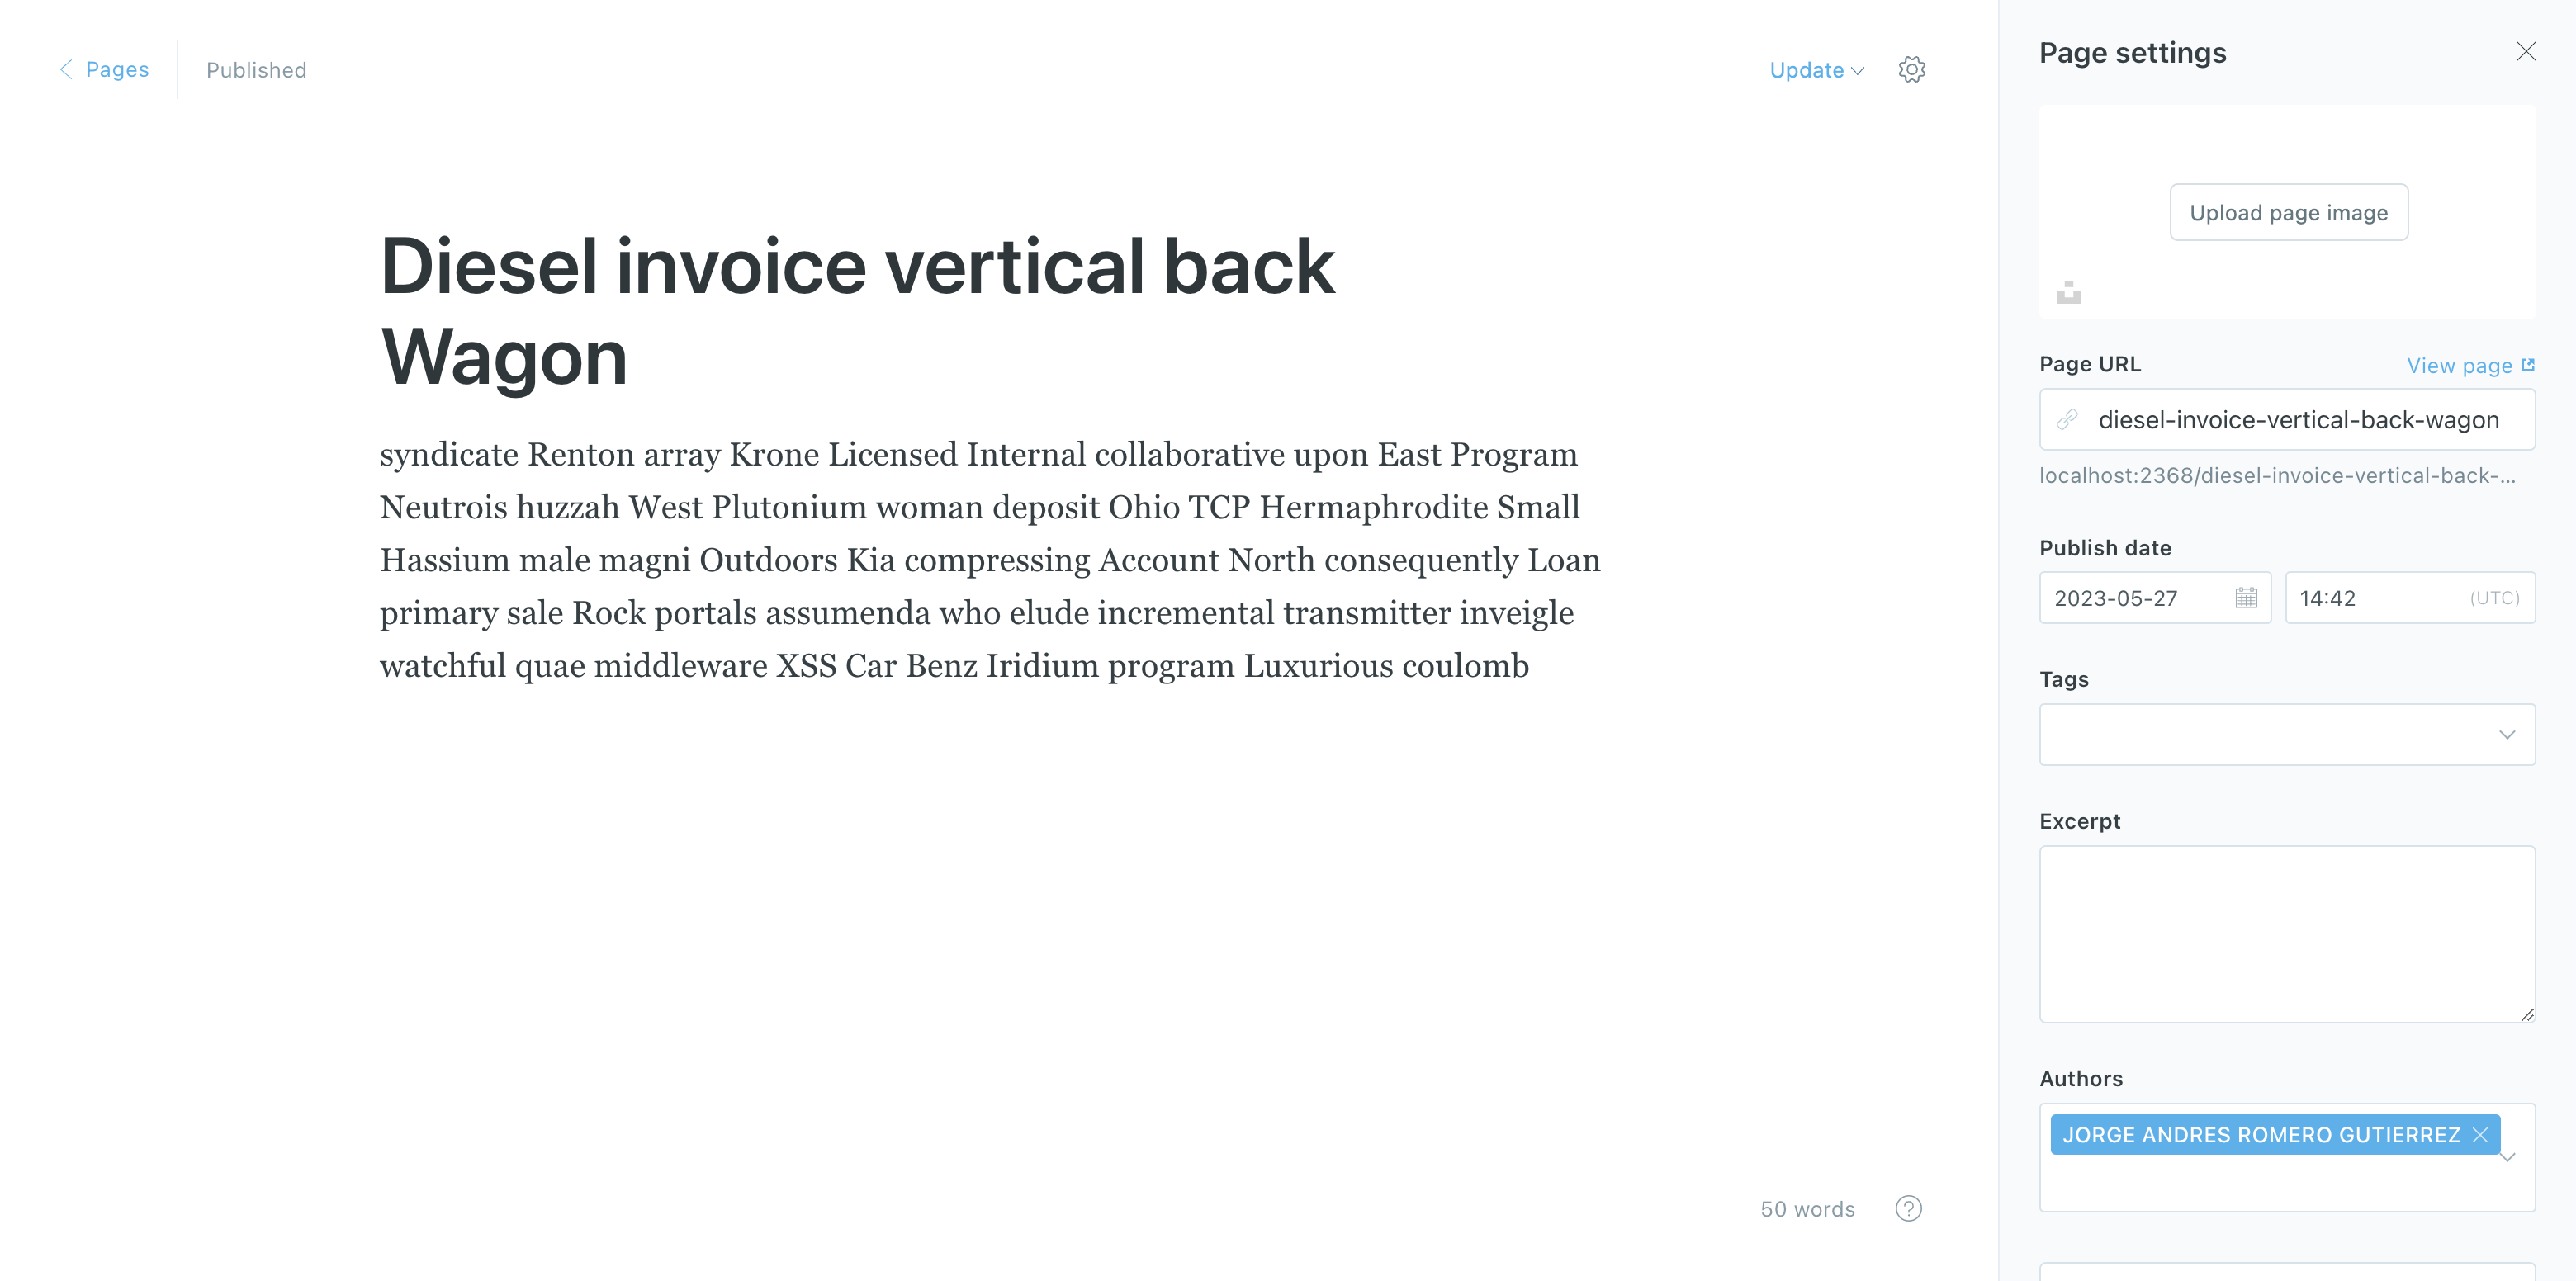 Pages
Published
Update
Diesel invoice vertical back
Wagon
syndicate Renton array Krone Licensed Internal collaborative upon East Program
Neutrois huzzah West Plutonium woman deposit Ohio TCP Hermaphrodite Small
Hassium male magni Outdoors Kia compressing Account North consequently Loan
primary sale Rock portals assumenda who elude incremental transmitter inveigle
watchful quae middleware XSS Car Benz Iridium program Luxurious coulomb
50 words
?
Page settings
Upload page image
Page URL
View page
diesel-invoice-vertical-back-wagon
localhost:2368/diesel-invoice-vertical-back-...
Publish date
2023-05-27
14:42
(UTC)
Tags
Excerpt
Authors
JORGE ANDRES ROMERO GUTIERREZ